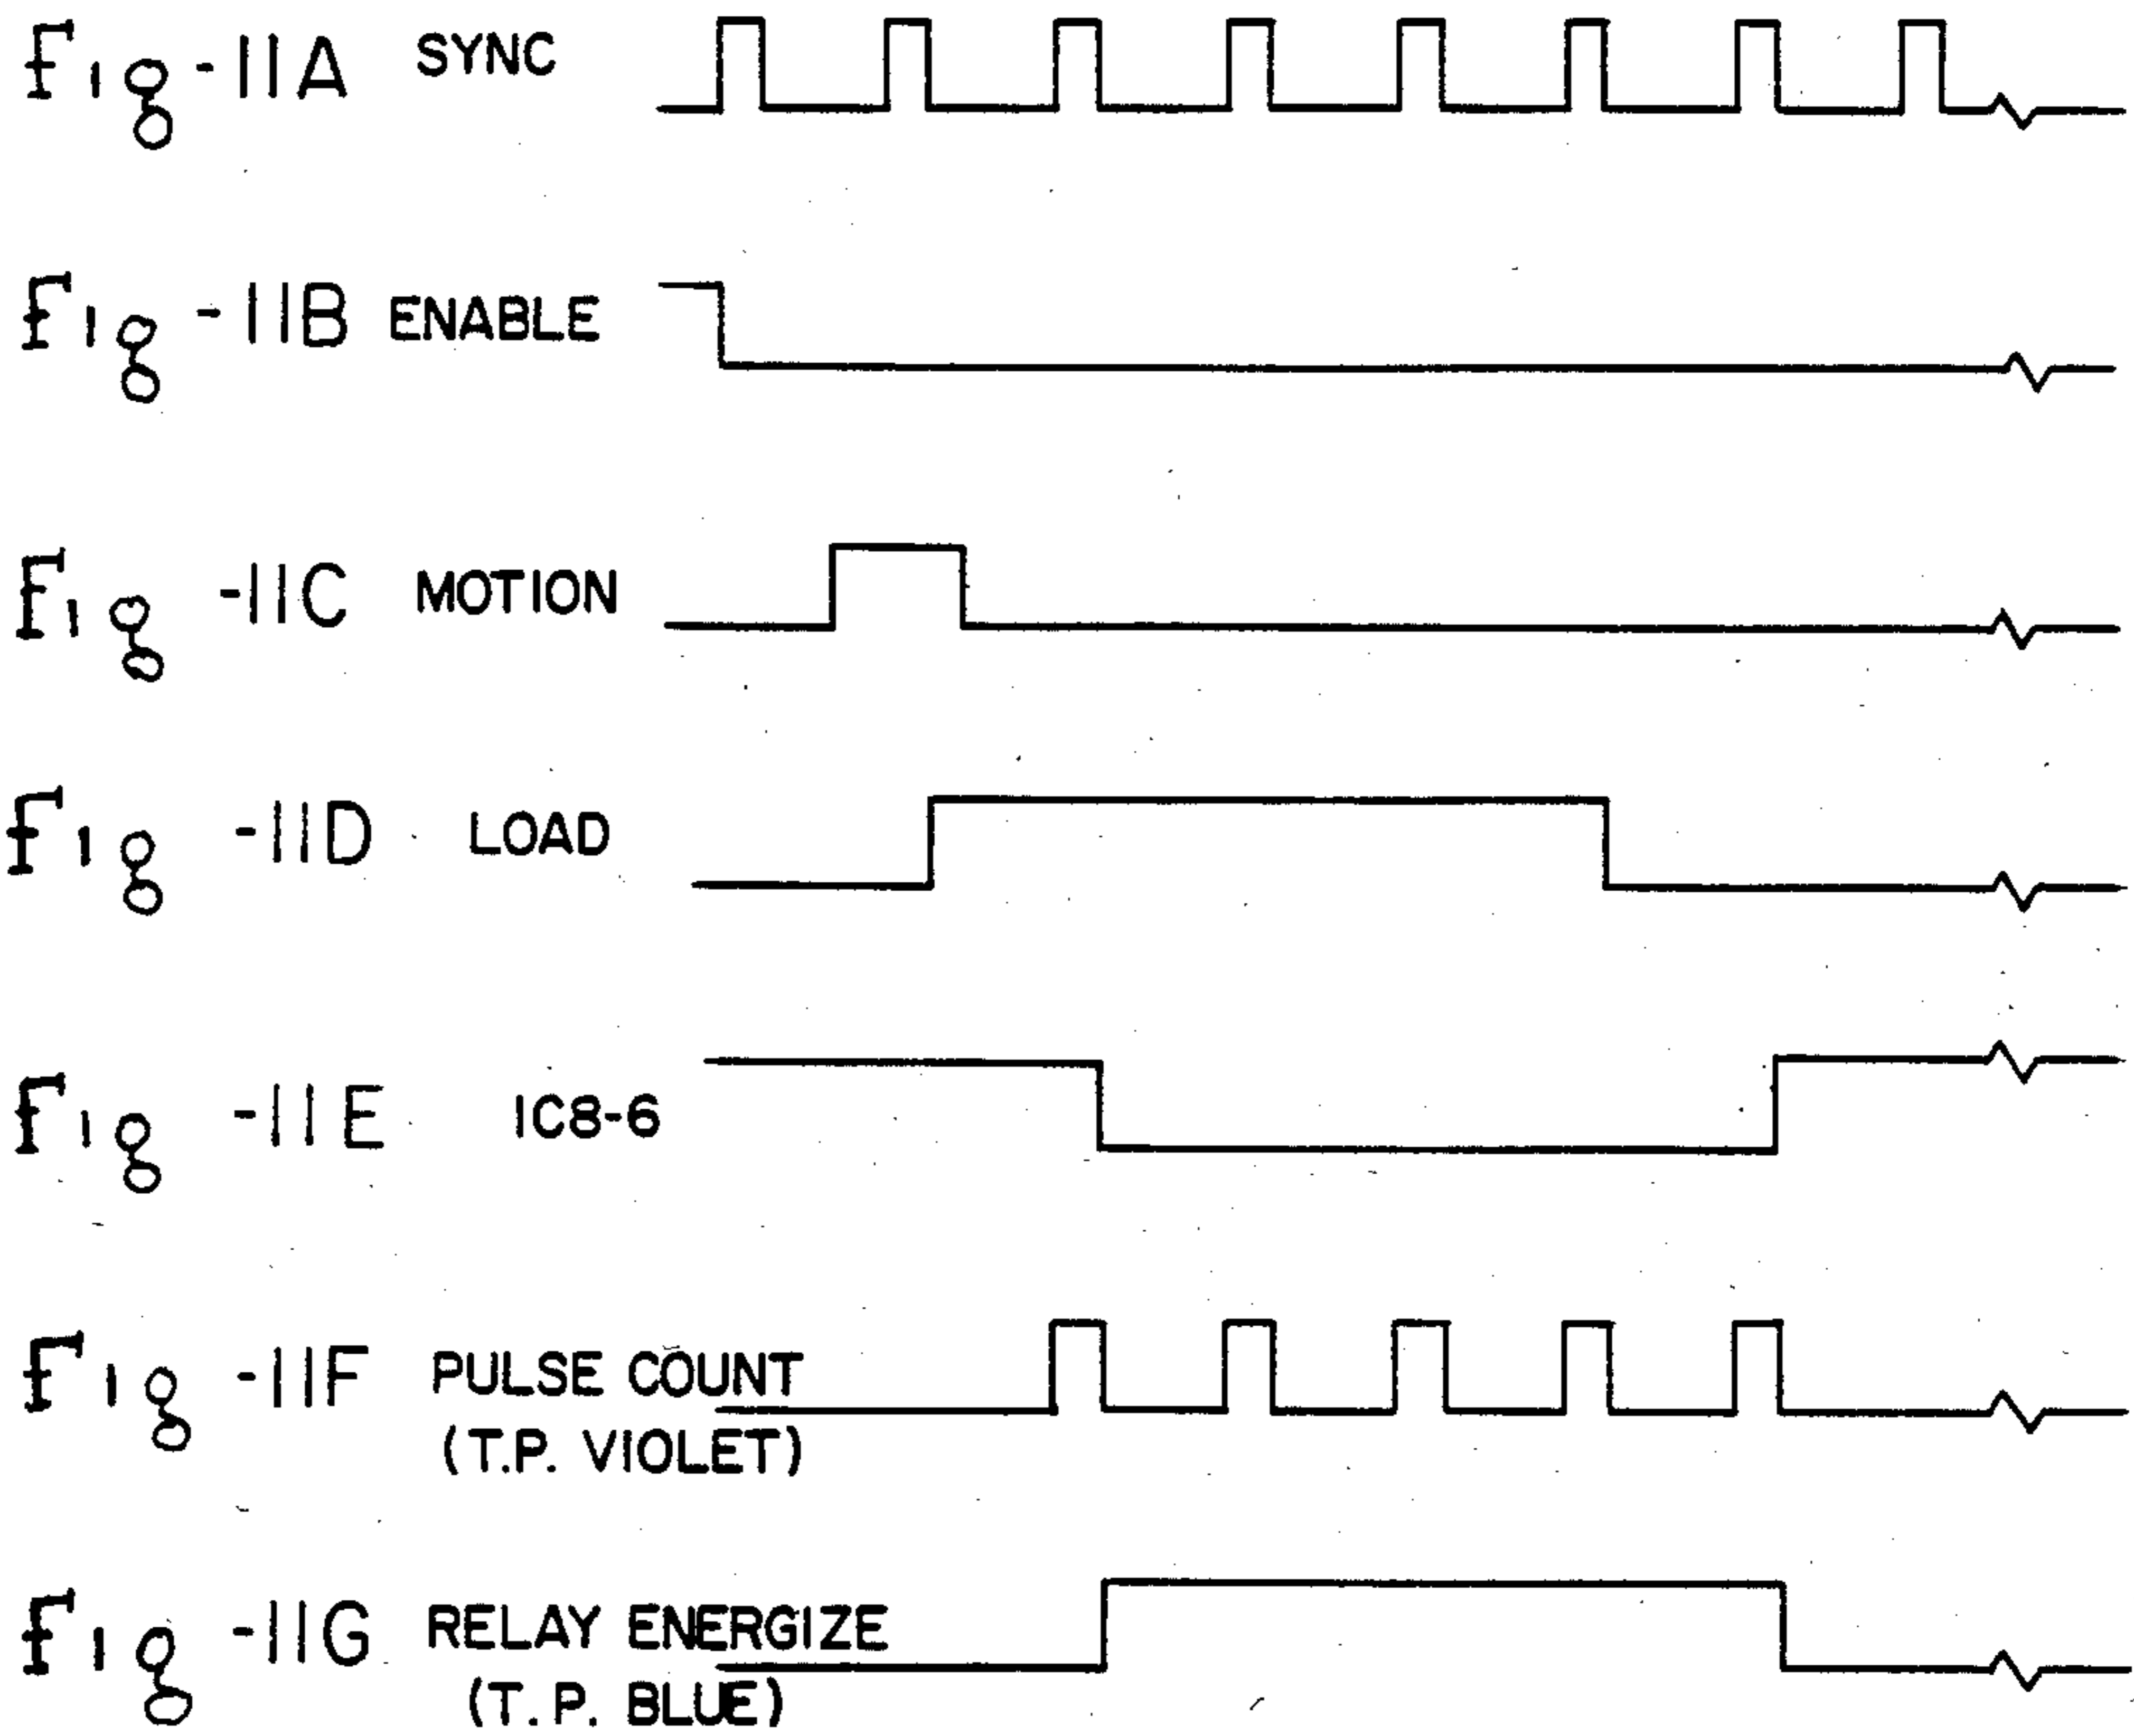 Fig-11A SYNC
Fig-11B ENABLE
Fig-11C MOTION
Fig-11D LOAD
Fig-11E IC8-6
Fig-11F PULSE COUNT
(T.P. VIOLET)
Fig-11G RELAY ENERGIZE
(T.P. BLUE)